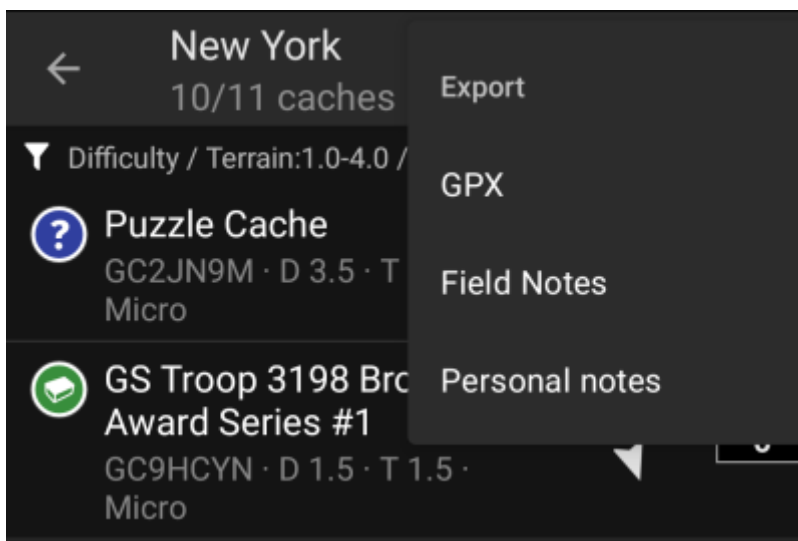 New York
10/11 caches
Difficulty / Terrain:1.0-4.0 /
Puzzle Cache
GC2JN9M · D 3.5 · T
Micro
GS Troop 3198
Award Series #1
GC9HCYN · D 1.5 · T 1.5 ·
Micro
Export
GPX
Field Notes
Personal notes